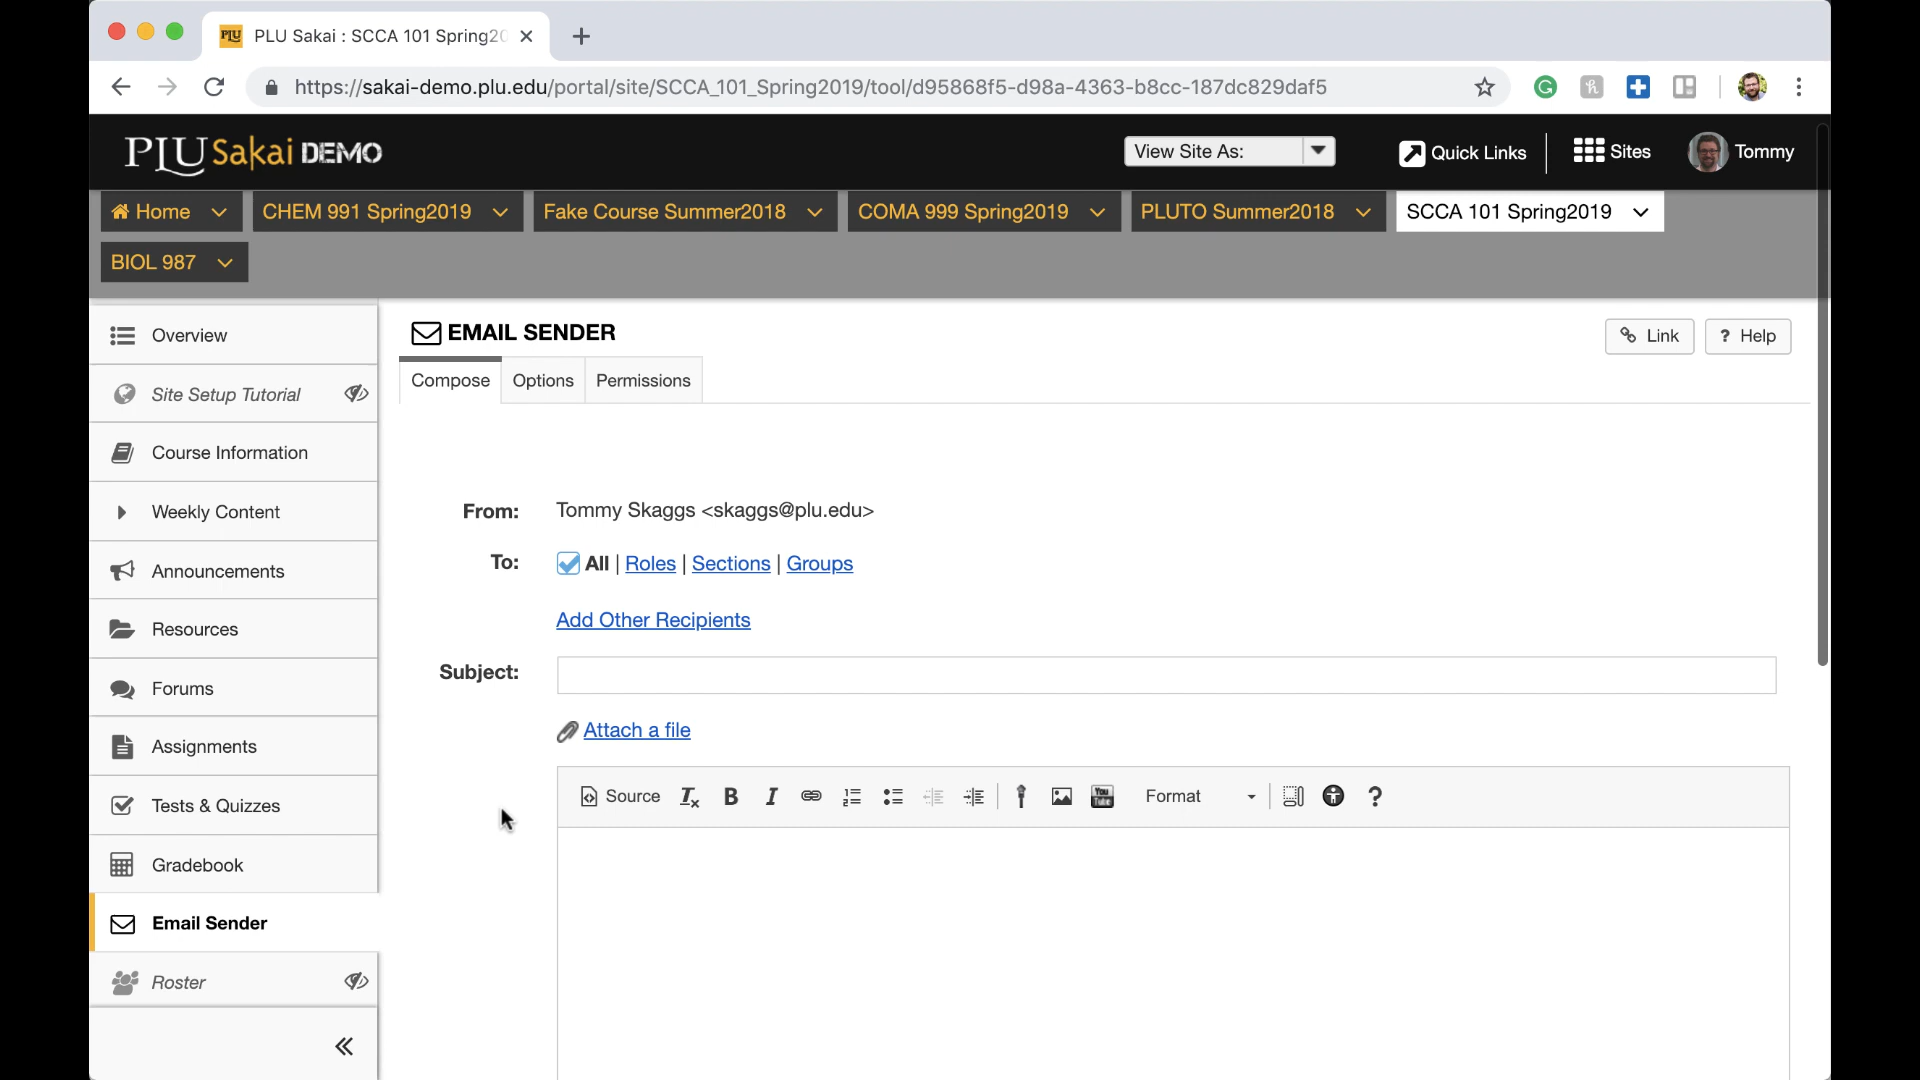 PLU Sakai : SCCA 101 Spring20
https://sakai-demo.plu.edu/portal/site/SCCA_101_Spring2019/tool/d95868f5-d98a-4363-b8cc-187dc829daf5
PLU Sakai DEMO
View Site As:
Quick Links
Sites
Tommy
Home
CHEM 991 Spring2019
Fake Course Summer2018
COMA 999 Spring2019
PLUTO Summer2018
SCCA 101 Spring2019
BIOL 987
Overview
Site Setup Tutorial
Course Information
Weekly Content
Announcements
Resources
Forums
Assignments
Tests & Quizzes
Gradebook
Email Sender
Roster
EMAIL SENDER
Link
? Help
Compose
Options
Permissions
From: Tommy Skaggs <skaggs@plu.edu>
To: All | Roles | Sections | Groups
Add Other Recipients
Subject:
Attach a file
Source
Format